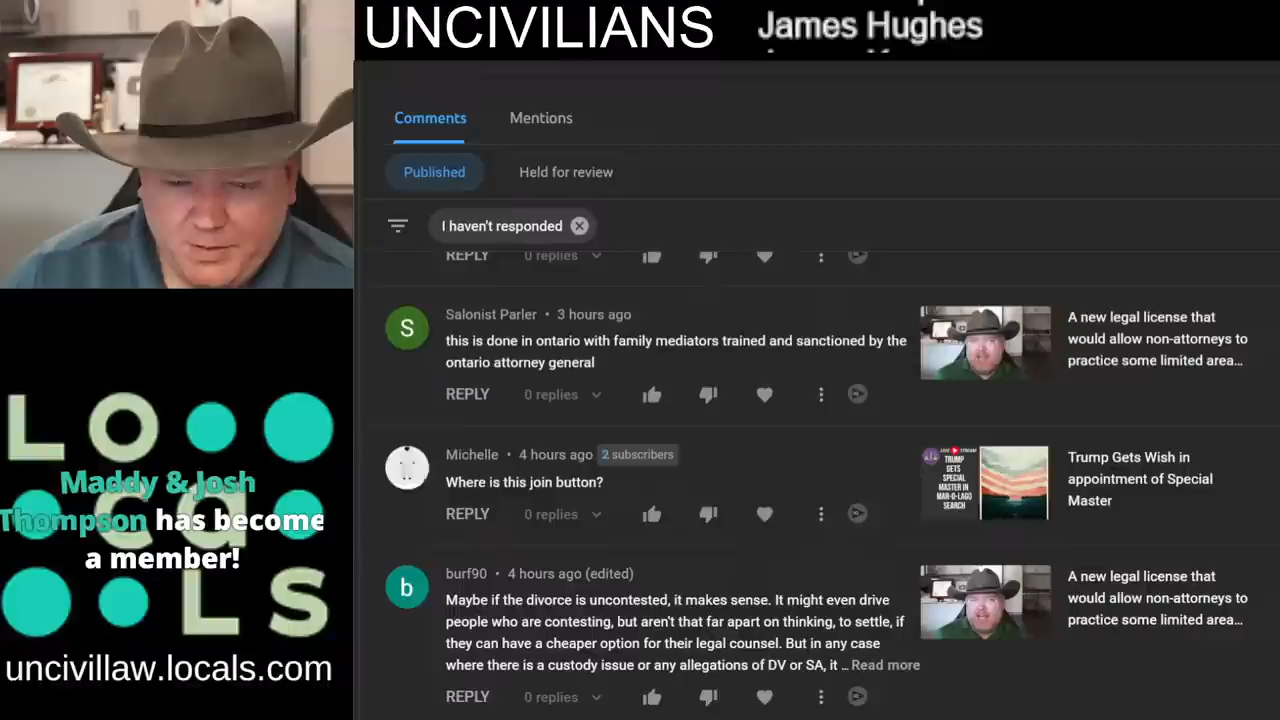 UNCIVILIANS
James Hughes
Comments
Mentions
Published
Held for review
I haven't responded
REPLY
0 replies
Salonist Parler • 3 hours ago
this is done in ontario with family mediators trained and sanctioned by the
ontario attorney general
REPLY
0 replies
A new legal license that
would allow non-attorneys to
practice some limited area...
Michelle • 4 hours ago 2 subscribers
Where is this join button?
REPLY
0 replies
LIVE STREAM
TRUMP
GETS
SPECIAL
MASTER IN
MAR-O-LAGO
SEARCH
Trump Gets Wish in
appointment of Special
Master
burf90 • 4 hours ago (edited)
Maybe if the divorce is uncontested, it makes sense. It might even drive
people who are contesting, but aren't that far apart on thinking, to settle, if
they can have a cheaper option for their legal counsel. But in any case
where there is a custody issue or any allegations of DV or SA, it ... Read more
REPLY
0 replies
A new legal license that
would allow non-attorneys to
practice some limited area...
LO
ca
LS
Maddy & Josh
Thompson has become
a member!
uncivillaw.locals.com
S
b